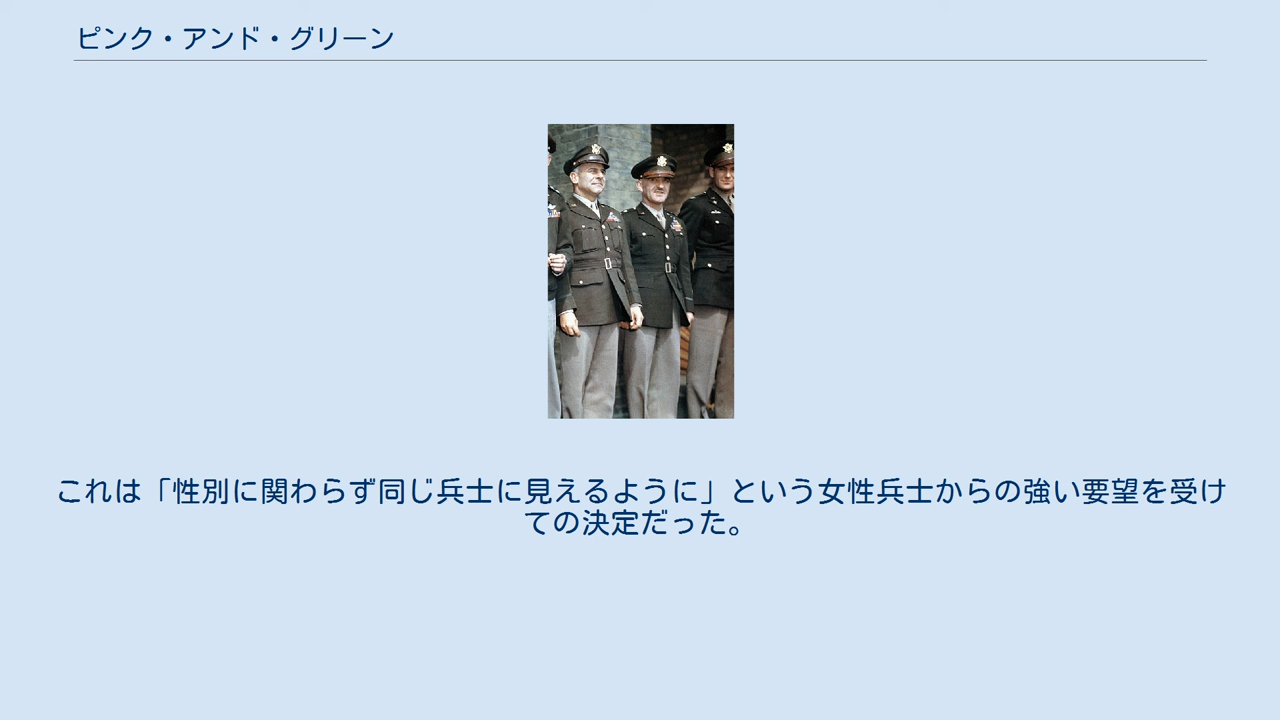 ピンク・アンド・グリーン
これは「性別に関わらず同じ兵士に見えるように」という女性兵士からの強い要望を受け
ての決定だった。